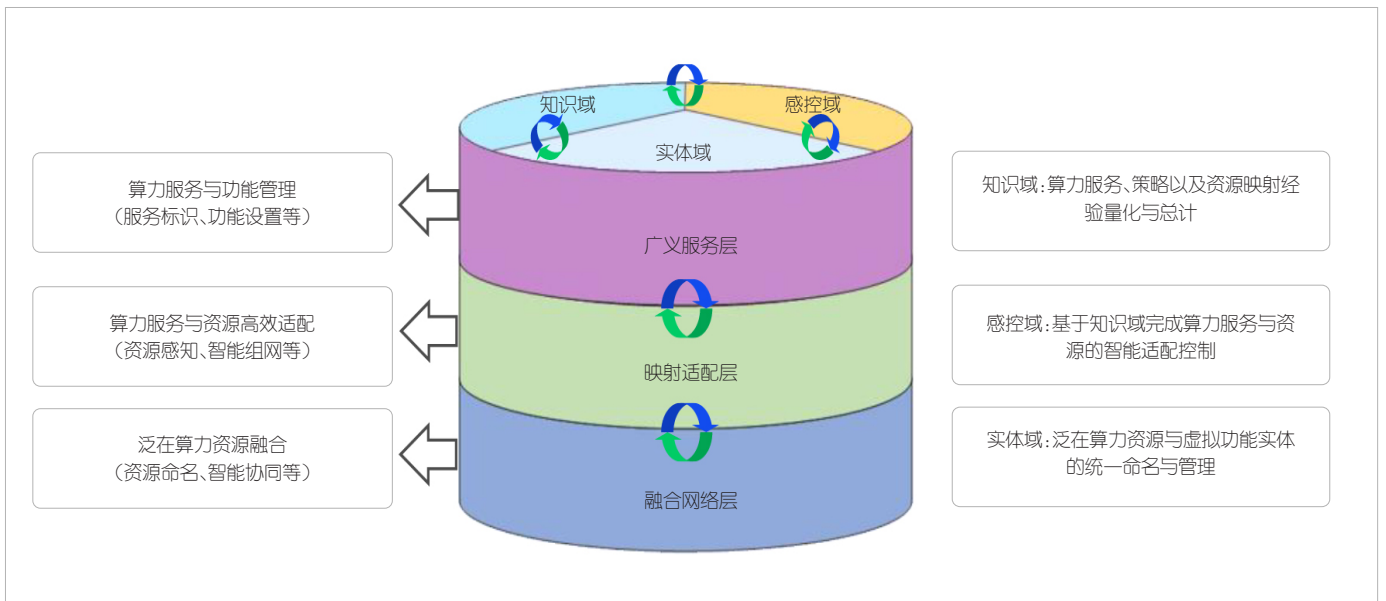 知识域
感控域
实体域
算力服务与功能管理
（服务标识、功能设置等）
广义服务层
知识域：算力服务、策略以及资源映射经
验量化与总计
算力服务与资源高效适配
（资源感知、智能组网等）
映射适配层
感控域：基于知识域完成算力服务与资
源的智能适配控制
泛在算力资源融合
（资源命名、智能协同等）
融合网络层
实体域：泛在算力资源与虚拟功能实体
的统一命名与管理